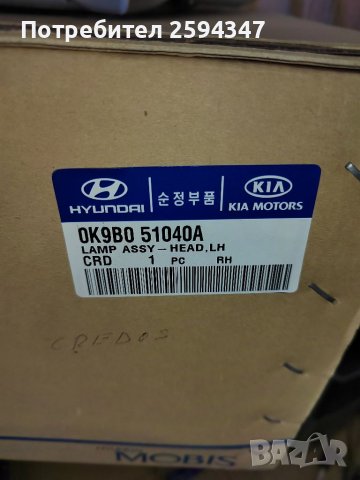 Потребител 2594347
HYUNDAI
순정부품
KIA
KIA MOTORS
0K9B0 51040A
LAMP ASSY-HEAD,LH
CRD 1 PC RH
CREDOS
MOBIS
BAZAR